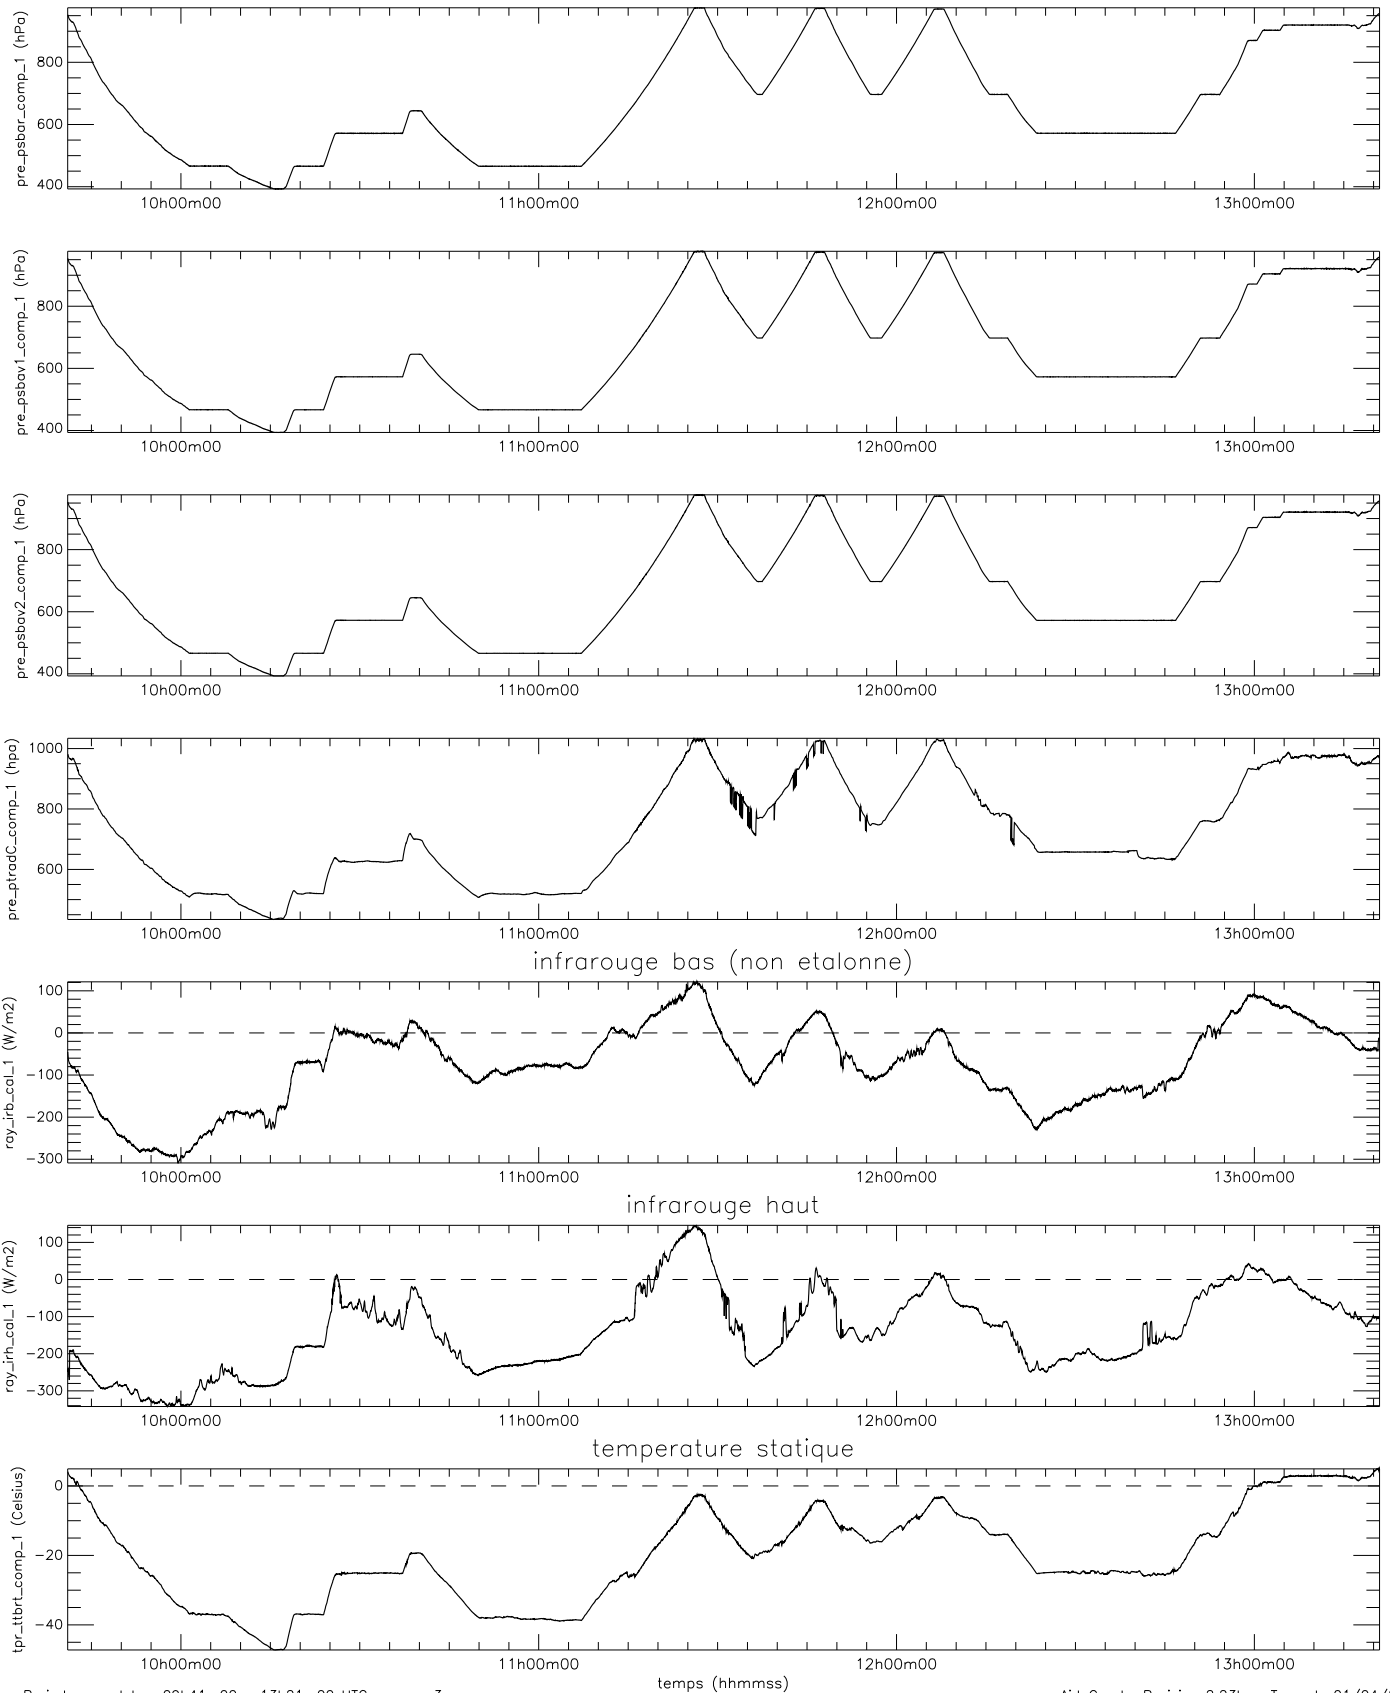 pre_psbar_comp_1 (hPa)
800
600
400
10h00m00 11h00m00 12h00m00 13h00m00
pre_psbav1_comp_1 (hPa)
800
600
400
10h00m00 11h00m00 12h00m00 13h00m00
pre_psbav2_comp_1 (hPa)
800
600
400
10h00m00 11h00m00 12h00m00 13h00m00
pre_ptradC_comp_1 (hpa)
1000
800
600
10h00m00 11h00m00 12h00m00 13h00m00
infrarouge bas (non etalonne)
ray_irb_cal_1 (W/m2)
100
0
-100
-200
-300
10h00m00 11h00m00 12h00m00 13h00m00
infrarouge haut
ray_irh_cal_1 (W/m2)
100
0
-100
-200
-300
10h00m00 11h00m00 12h00m00 13h00m00
temperature statique
tpr_ttbrt_comp_1 (Celsius)
0
-20
-40
10h00m00 11h00m00 12h00m00 13h00m00
temps (hhmmss)